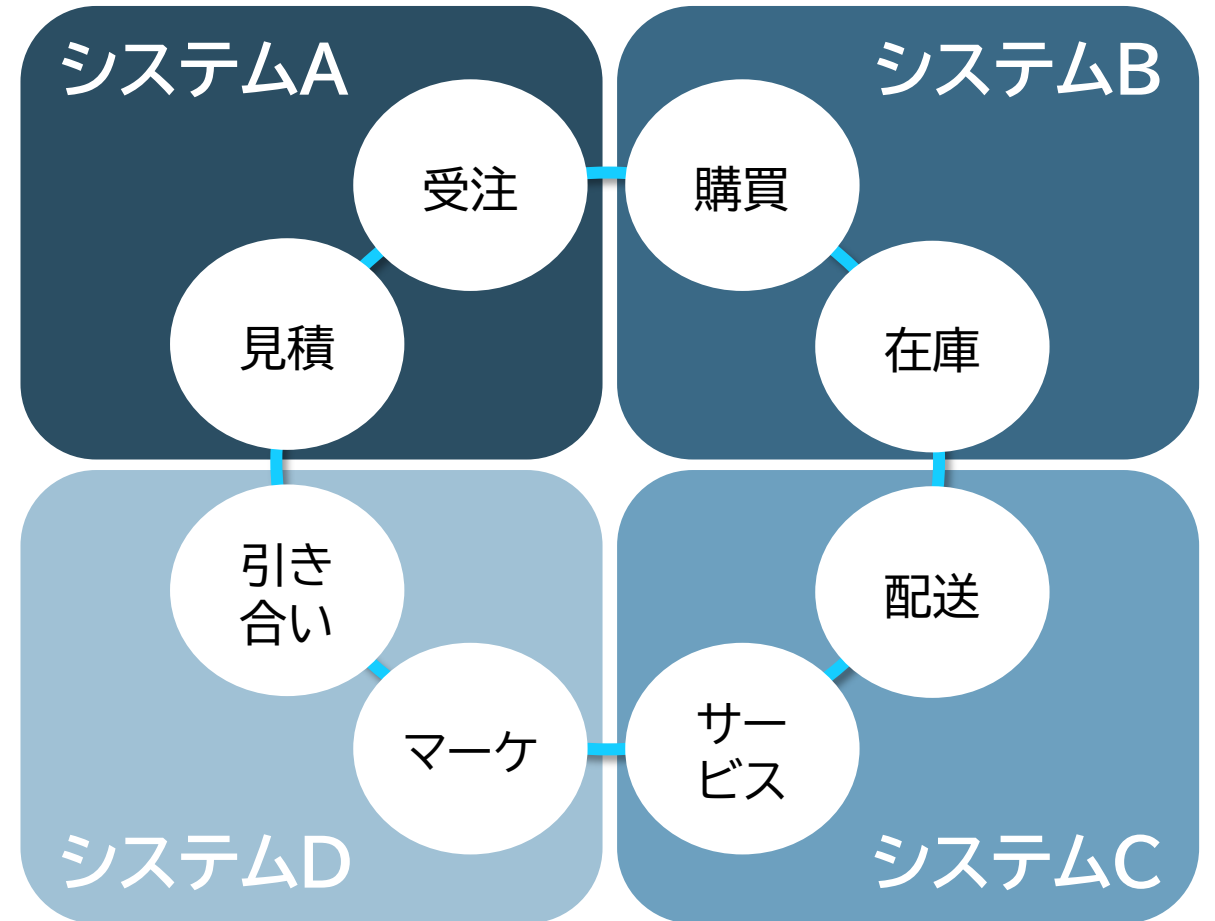 システムA
システムB
受注
購買
見積
在庫
引き
合い
配送
マーケ
サー
ビス
システムD
システムC